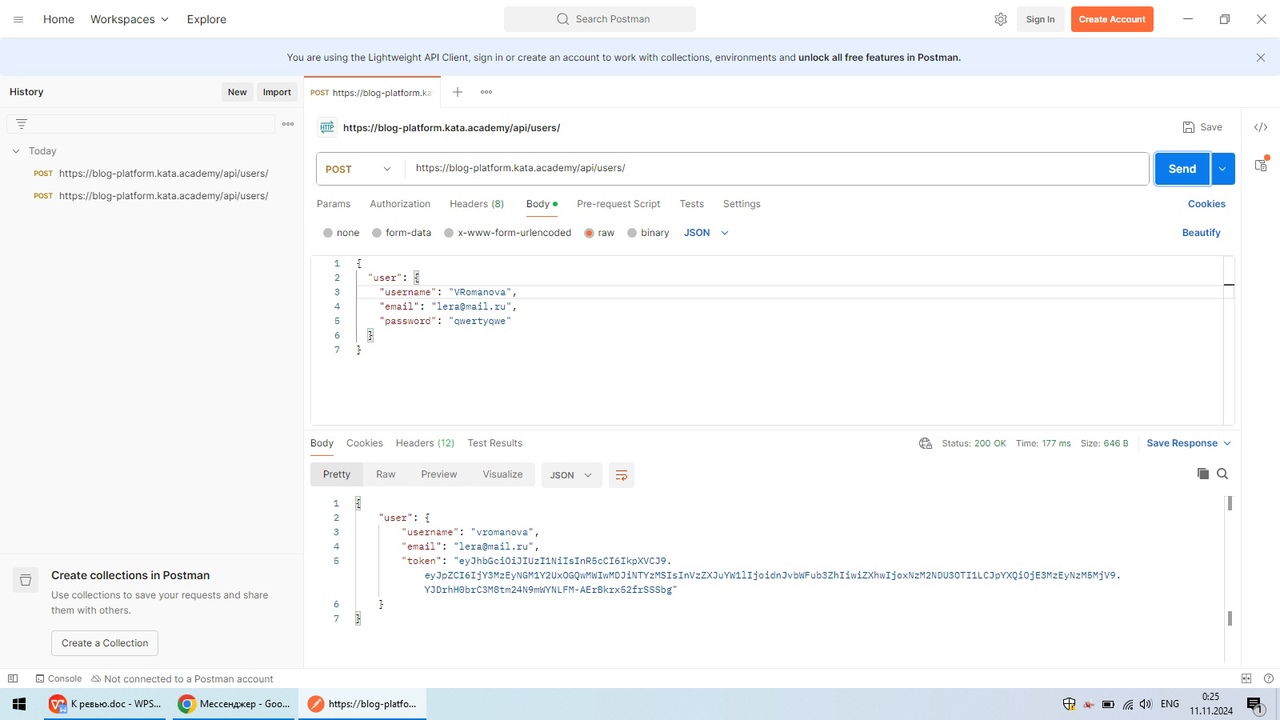 Home
Workspaces
Explore
Search Postman
Sign In
Create Account
You are using the Lightweight API Client, sign in or create an account to work with collections, environments and unlock all free features in Postman.
History
New
Import
POST https://blog-platform.ka
https://blog-platform.kata.academy/api/users/
Save
Today
POST https://blog-platform.kata.academy/api/users/
POST https://blog-platform.kata.academy/api/users/
POST
https://blog-platform.kata.academy/api/users/
Send
Params
Authorization
Headers (8)
Body
Pre-request Script
Tests
Settings
Cookies
none
form-data
x-www-form-urlencoded
raw
binary
JSON
Beautify
1 {
2 "user": {
3 "username": "VRomanova",
4 "email": "lera@mail.ru",
5 "password": "qwertyqwe"
6 }
7 }
Body
Cookies
Headers (12)
Test Results
Status: 200 OK
Time: 177 ms
Size: 646 B
Save Response
Pretty
Raw
Preview
Visualize
JSON
1 {
2 "user": {
3 "username": "vromanova",
4 "email": "lera@mail.ru",
5 "token": "eyJhbGciOiJIUzI1NiIsInR5cCI6IkpXVCJ9.
6 }
7 }
Create collections in Postman
Use collections to save your requests and share
them with others.
Create a Collection
Console
Not connected to a Postman account
К ревью.doc - WPS...
Мессенджер - Goo...
https://blog-platfo...
ENG
0:25
11.11.2024
1